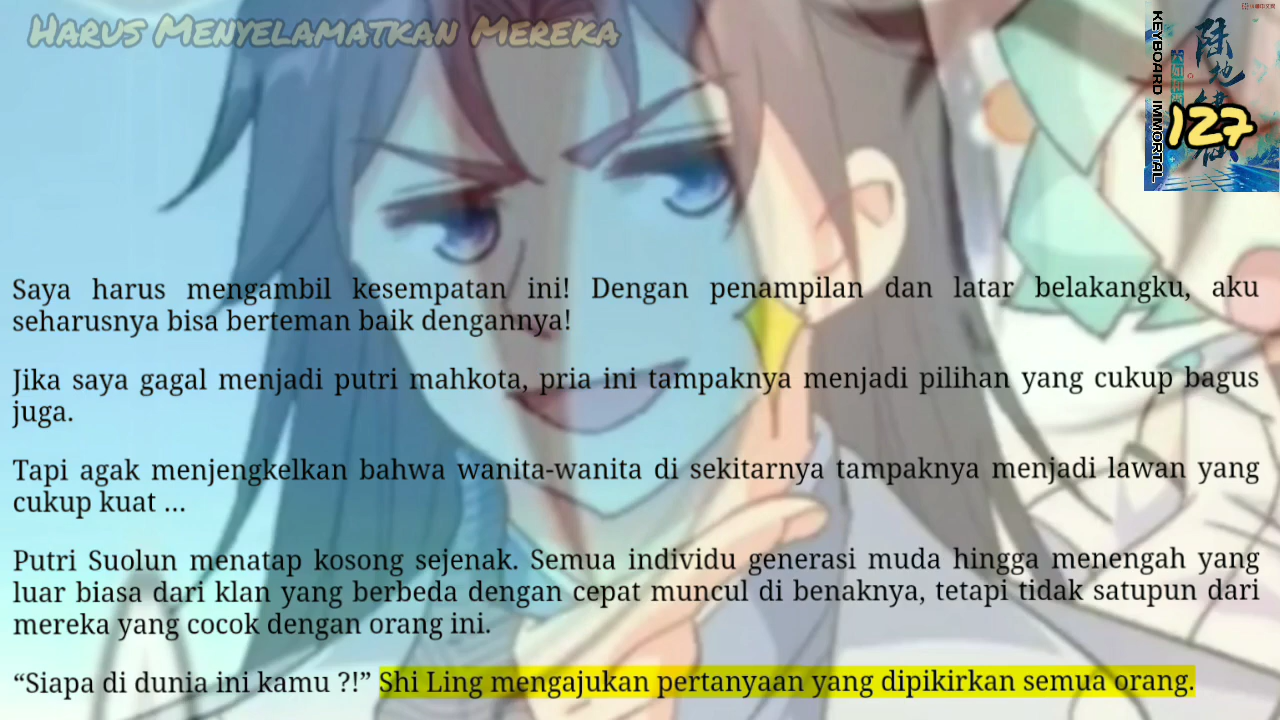 Harus Menyelamatkan Mereka
KEYBOARD IMMORTAL
陆地键仙
127
Saya harus mengambil kesempatan ini! Dengan penampilan dan latar belakangku, aku
seharusnya bisa berteman baik dengannya!
Jika saya gagal menjadi putri mahkota, pria ini tampaknya menjadi pilihan yang cukup bagus
juga.
Tapi agak menjengkelkan bahwa wanita-wanita di sekitarnya tampaknya menjadi lawan yang
cukup kuat ...
Putri Suolun menatap kosong sejenak. Semua individu generasi muda hingga menengah yang
luar biasa dari klan yang berbeda dengan cepat muncul di benaknya, tetapi tidak satupun dari
mereka yang cocok dengan orang ini.
“Siapa di dunia ini kamu ?!” Shi Ling mengajukan pertanyaan yang dipikirkan semua orang.